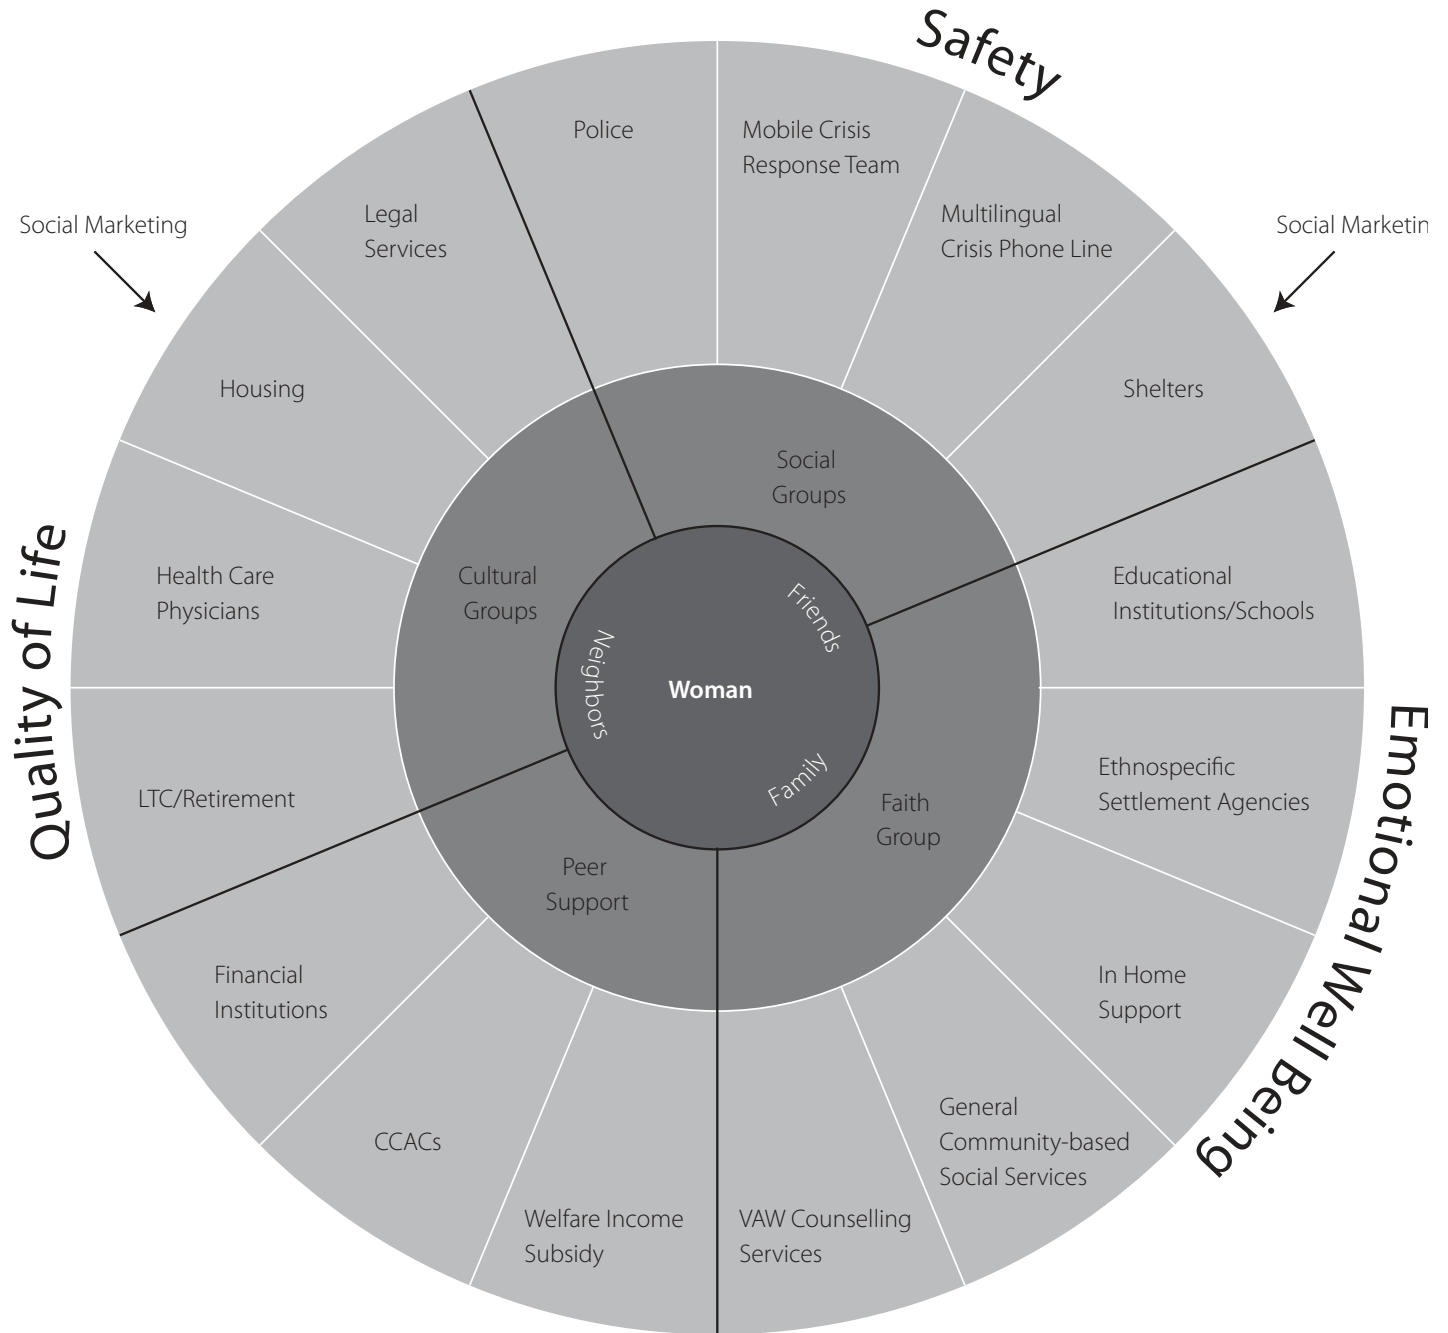 Safety
Police
Mobile Crisis
Response Team
Multilingual
Crisis Phone Line
Legal
Services
Social Marketing
Social Marketin
Housing
Shelters
Social
Groups
Health Care
Physicians
Cultural
Groups
Educational
Institutions/Schools
Quality of Life
Neighbors
Friends
Woman
Family
Emotional Well Being
LTC/Retirement
Ethnospecific
Settlement Agencies
Faith
Group
Peer
Support
Financial
Institutions
In Home
Support
CCACs
General
Community-based
Social Services
Welfare Income
Subsidy
VAW Counselling
Services